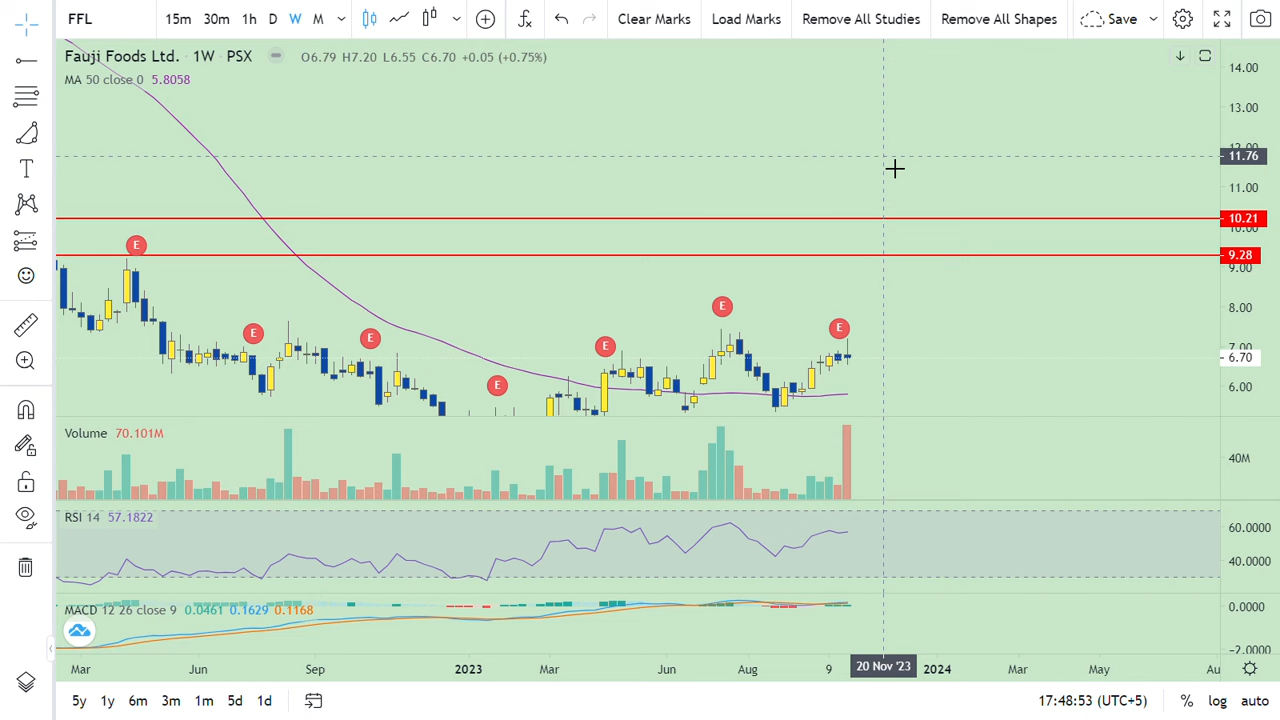 FFL 15m 30m 1h D W M Clear Marks Load Marks Remove All Studies Remove All Shapes Save
Fauji Foods Ltd. · 1W · PSX O6.79 H7.20 L6.55 C6.70 +0.05 (+0.75%)
MA 50 close 0 5.8058
14.00
13.00
12.00
11.76
11.00
10.21
10.00
9.28
9.00
8.00
7.00
6.70
6.00
E
E
E
E
E
E
E
Volume 70.101M
40M
RSI 14 57.1822
60.0000
40.0000
MACD 12 26 close 9 0.0461 0.1629 0.1168
0.0000
-2.0000
Mar Jun Sep 2023 Mar Jun Aug 9 20 Nov '23 2024 Mar May Au
5y 1y 6m 3m 1m 5d 1d 17:48:53 (UTC+5) % log auto